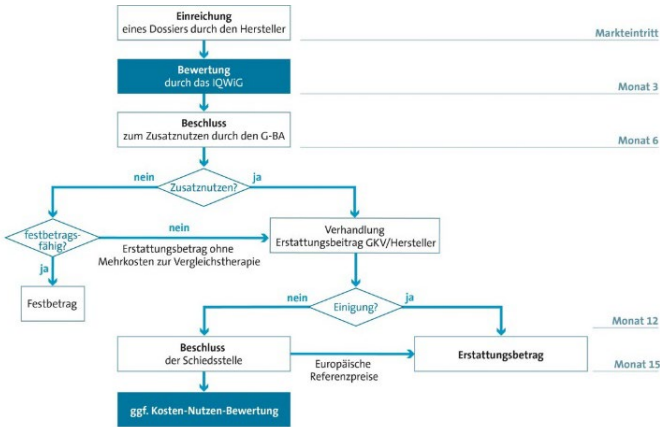 Einreichung
eines Dossiers durch den Hersteller
Markteintritt
Bewertung
durch das IQWiG
Monat 3
Beschluss
zum Zusatznutzen durch den G-BA
Monat 6
nein
Zusatznutzen?
ja
festbetrags-
fähig?
nein
Erstattungsbetrag ohne
Mehrkosten zur Vergleichstherapie
Verhandlung
Erstattungsbeitrag GKV/Hersteller
ja
Festbetrag
nein
Einigung?
ja
Monat 12
Beschluss
der Schiedsstelle
Europäische
Referenzpreise
Erstattungsbetrag
Monat 15
ggf. Kosten-Nutzen-Bewertung